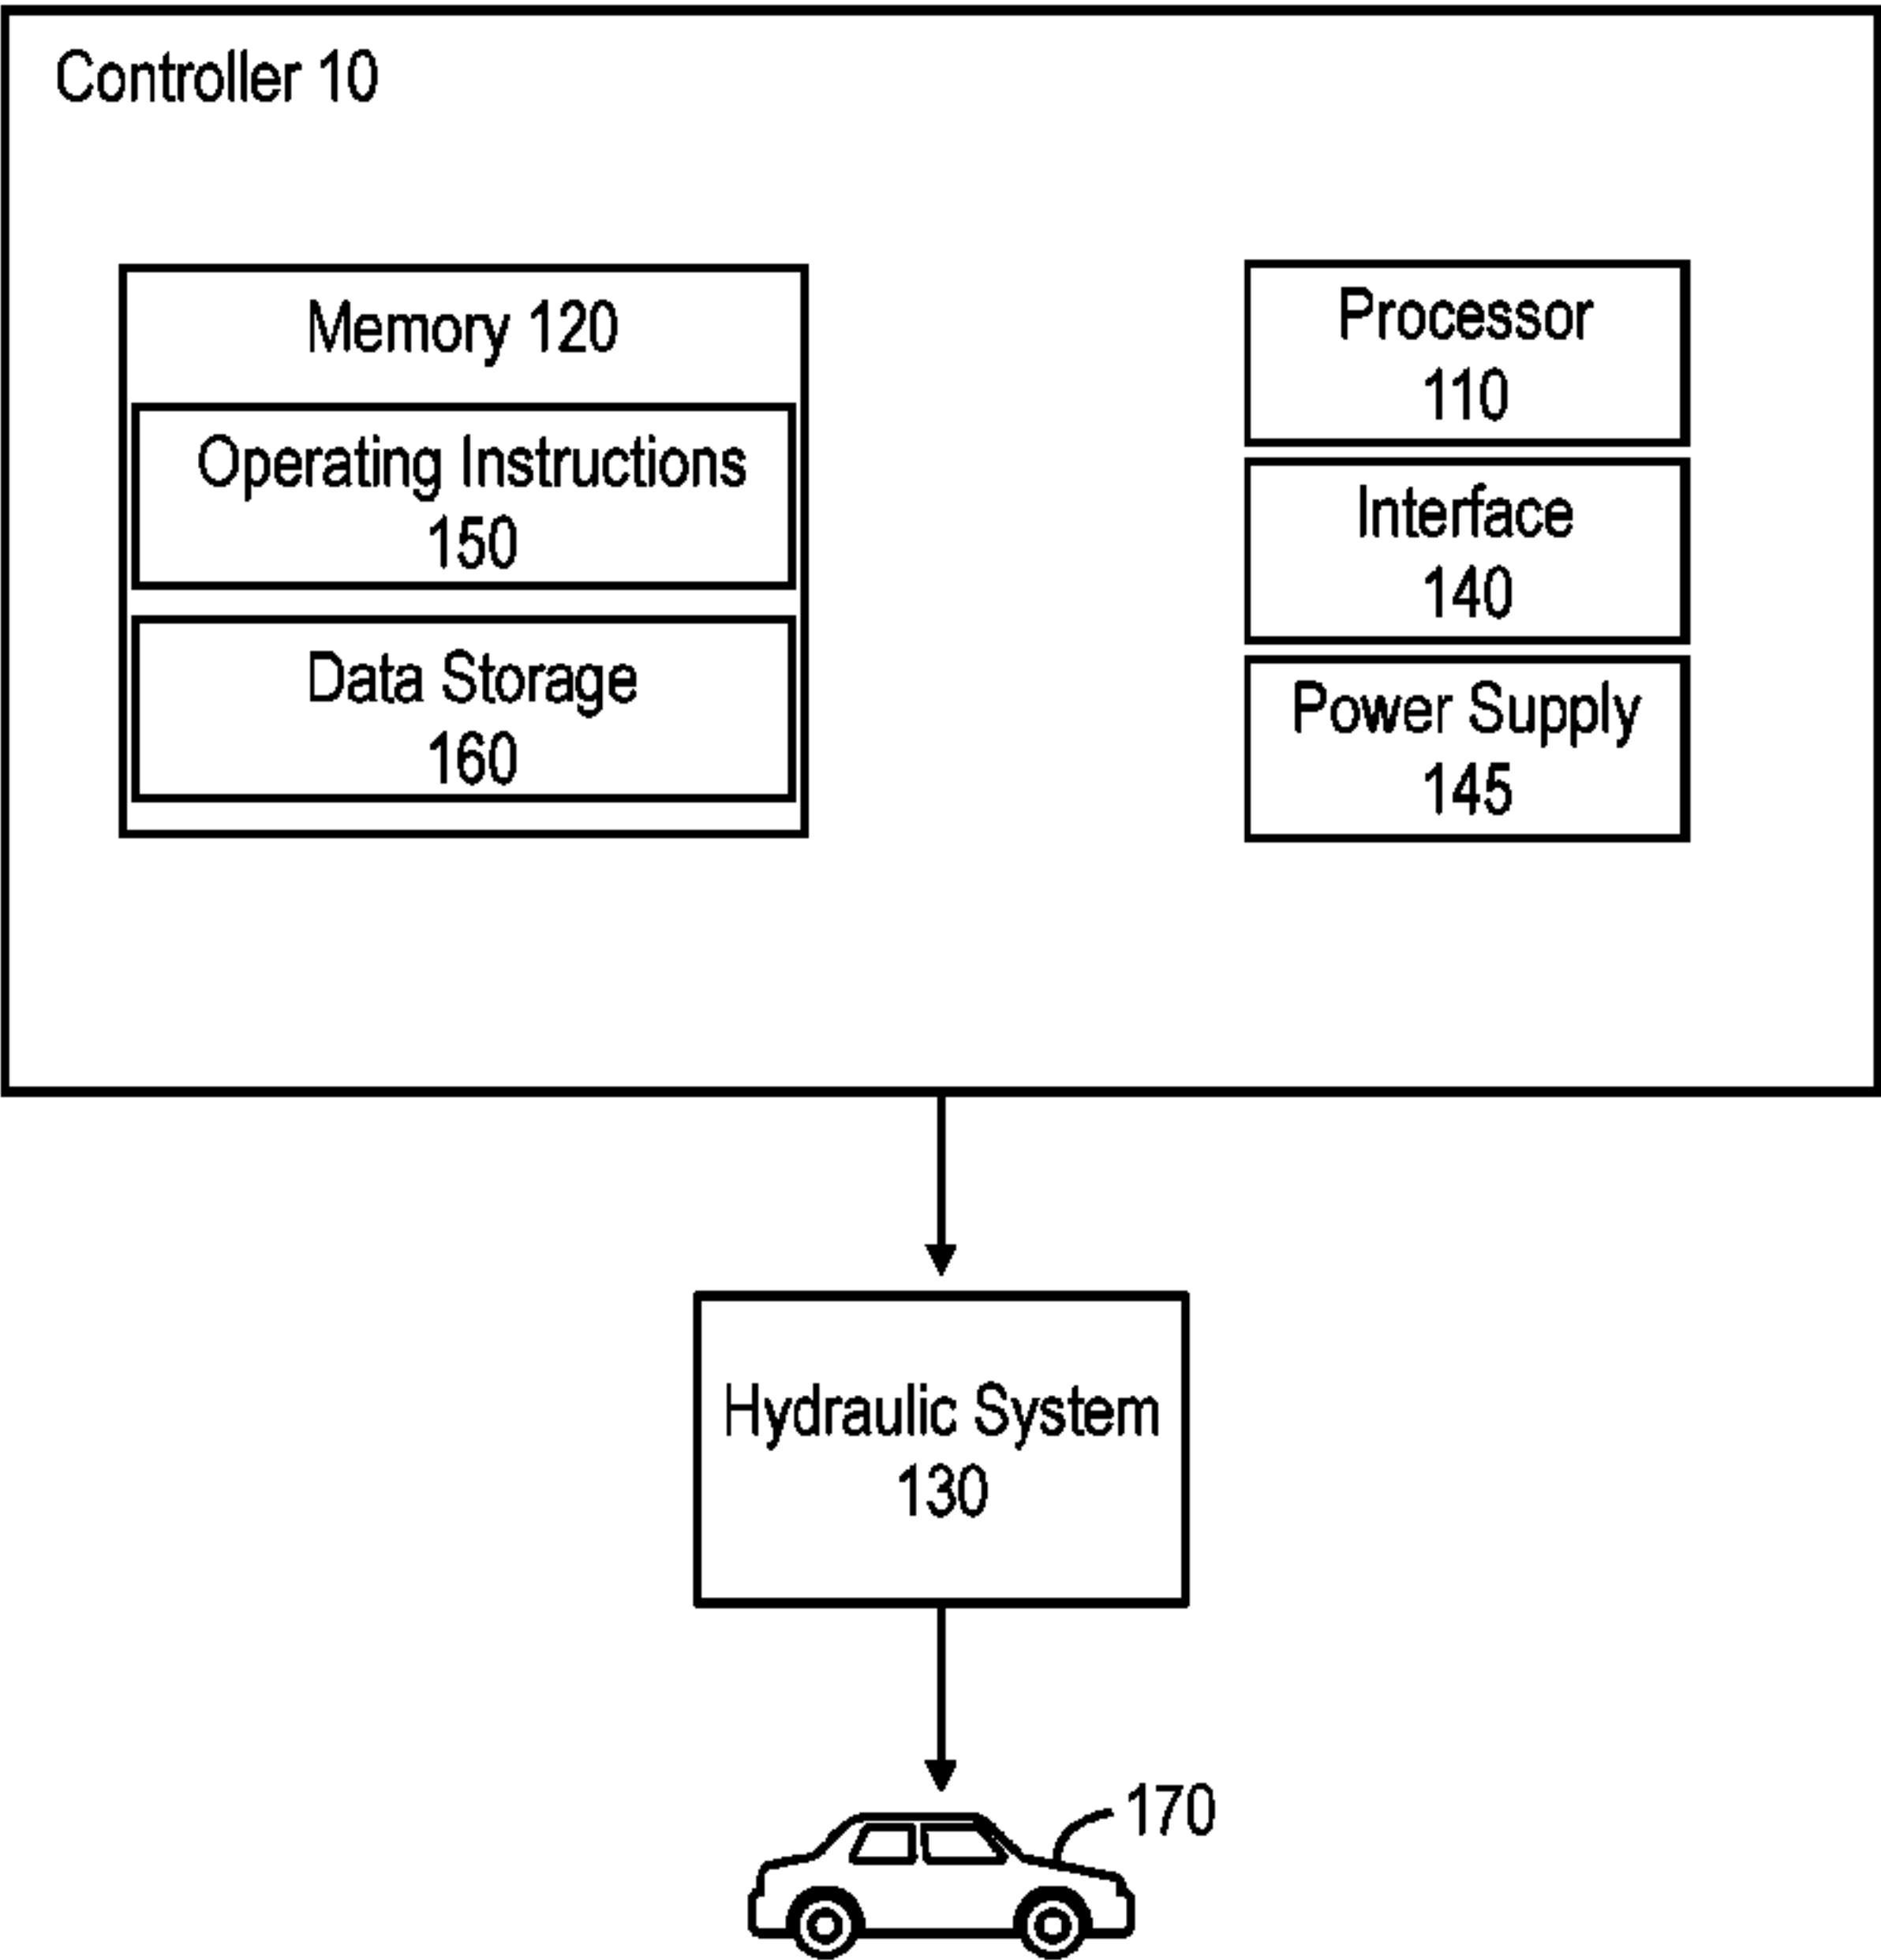 Controller 10
Memory 120
Operating Instructions
150
Data Storage
160
Processor
110
Interface
140
Power Supply
145
Hydraulic System
130
170